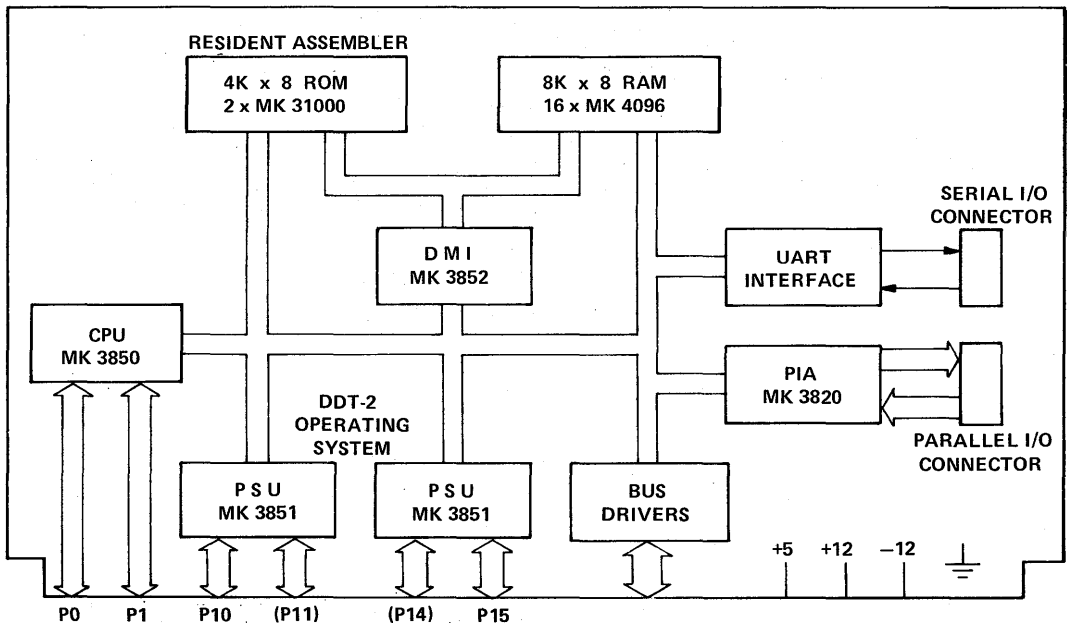 RESIDENT ASSEMBLER
4K x 8 ROM
2 x MK 31000
8K x 8 RAM
16 x MK 4096
SERIAL I/O
CONNECTOR
D M I
MK 3852
UART
INTERFACE
CPU
MK 3850
PIA
MK 3820
DDT-2
OPERATING
SYSTEM
PARALLEL I/O
CONNECTOR
P S U
MK 3851
P S U
MK 3851
BUS
DRIVERS
+5 +12 −12
P0 P1 P10 (P11) (P14) P15